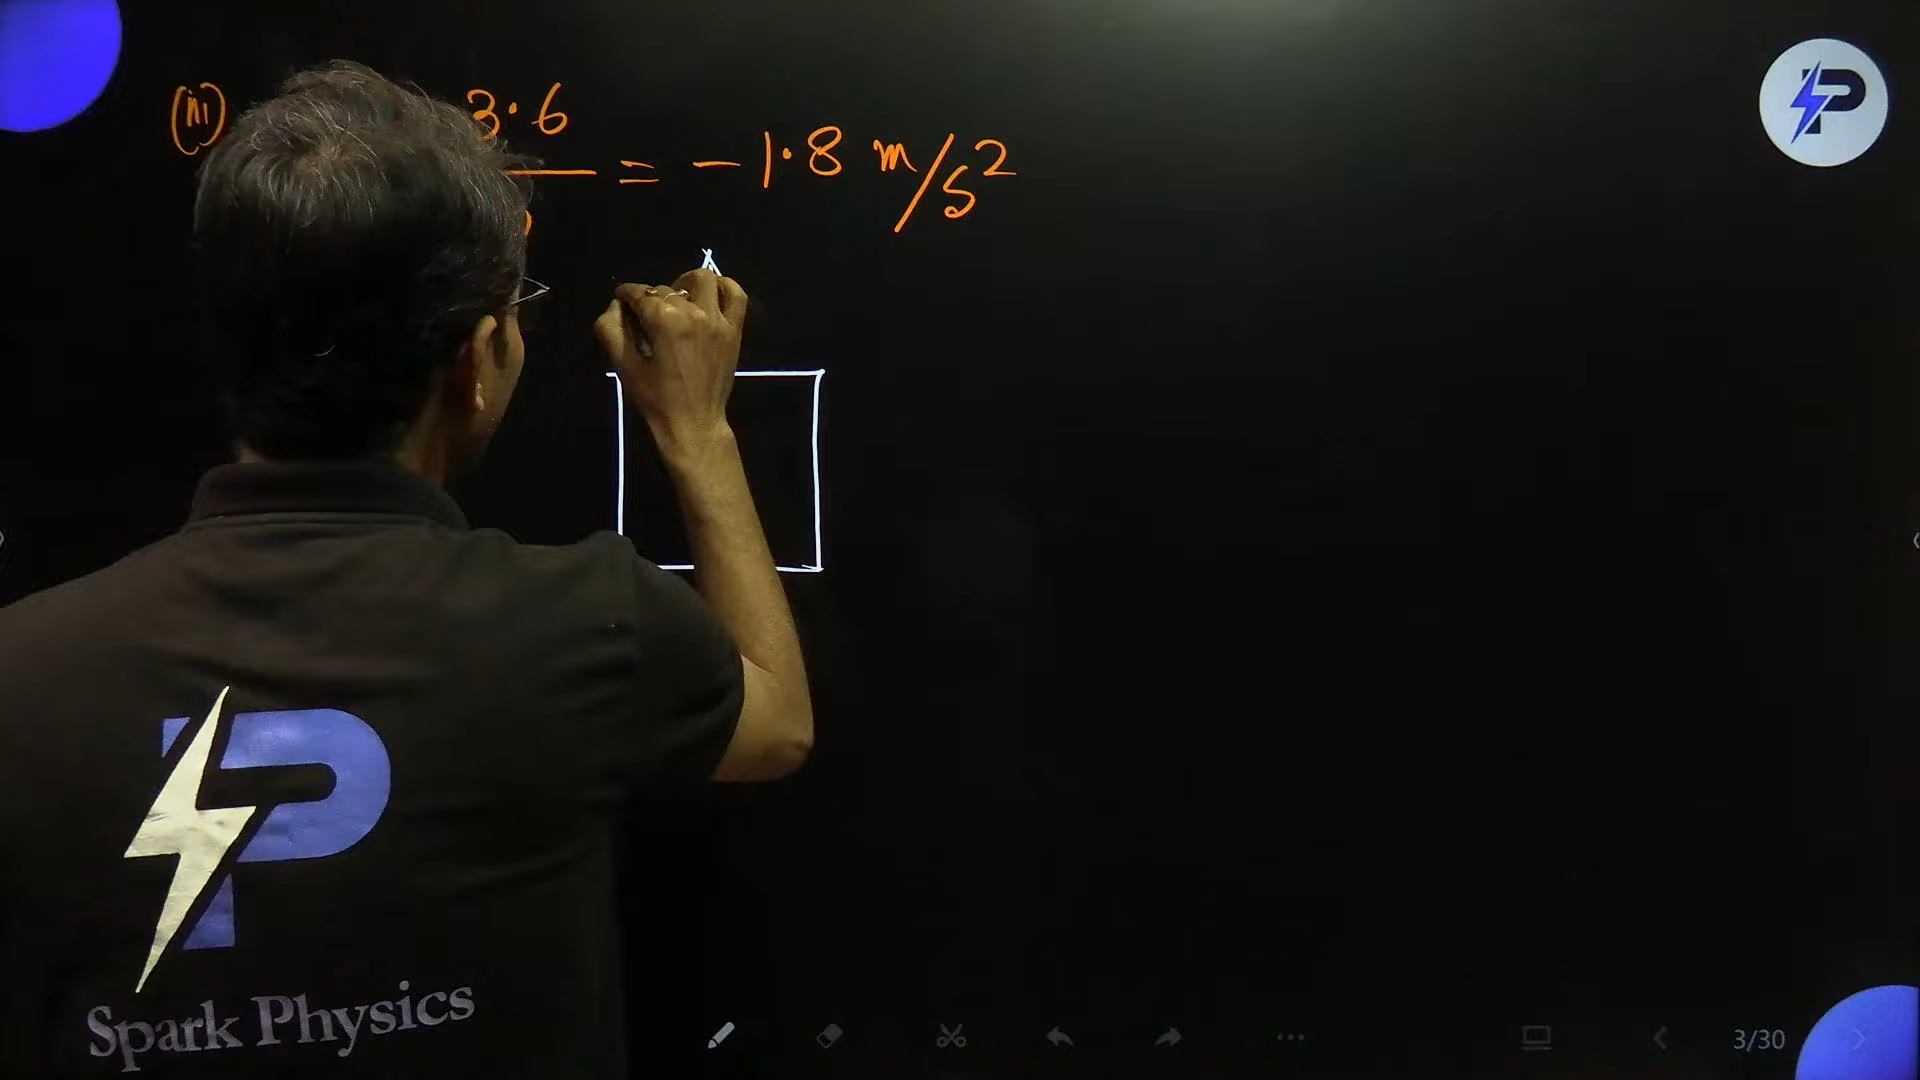 (iii) 3.6 = - 1.8 m/s²
P
P
Spark Physics
3/30